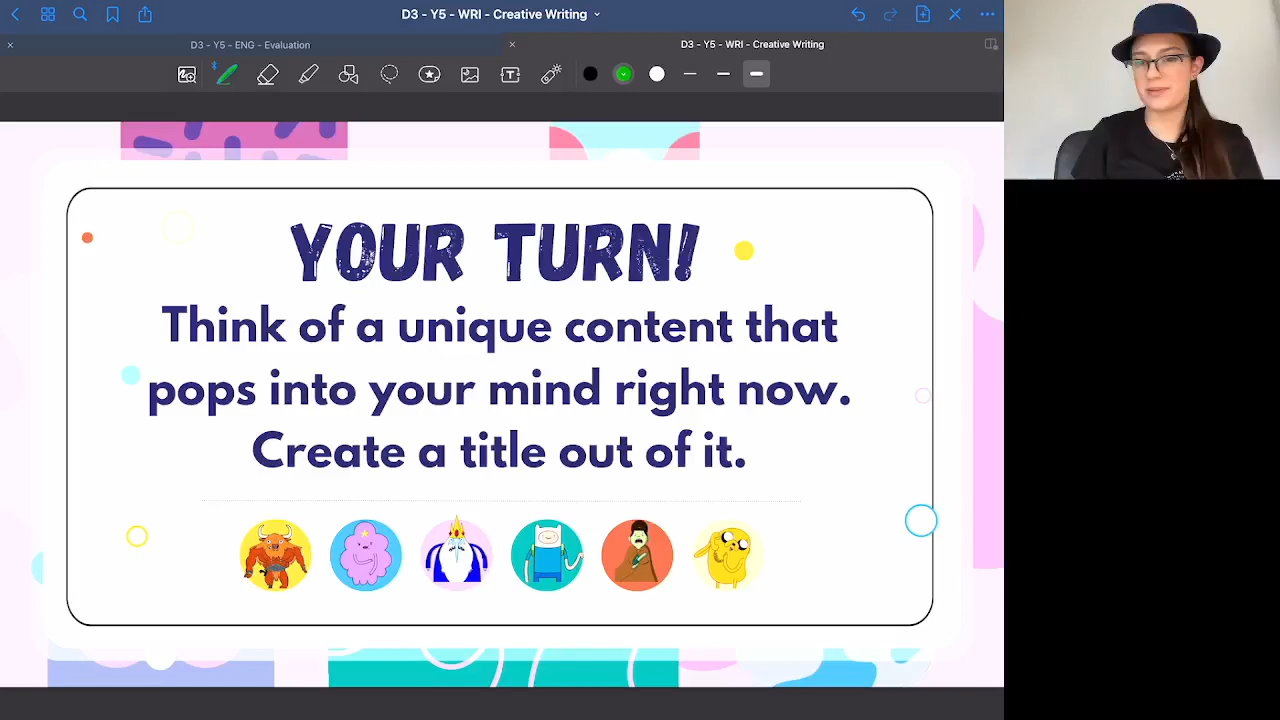 D3 - Y5 - WRI - Creative Writing
D3 - Y5 - ENG - Evaluation
D3 - Y5 - WRI - Creative Writing
YOUR TURN!
Think of a unique content that
pops into your mind right now.
Create a title out of it.